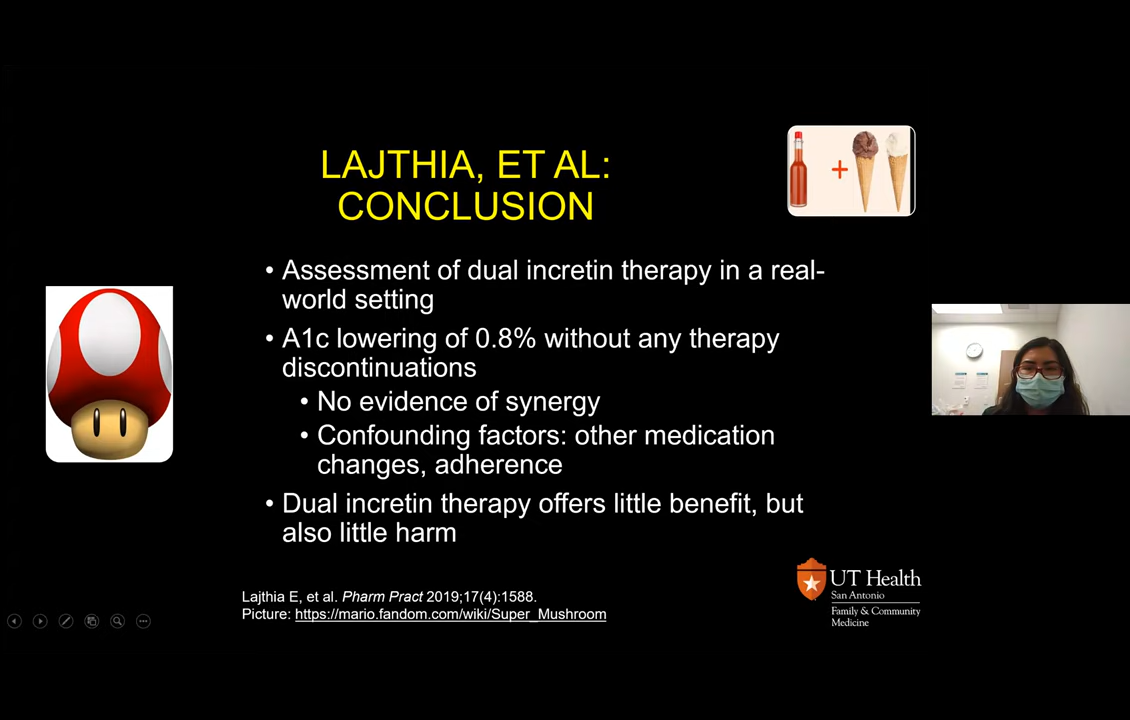 LAJTHIA, ET AL:
CONCLUSION
+
• Assessment of dual incretin therapy in a real-
world setting
• A1c lowering of 0.8% without any therapy
discontinuations
• No evidence of synergy
• Confounding factors: other medication
changes, adherence
• Dual incretin therapy offers little benefit, but
also little harm
Lajthia E, et al. Pharm Pract 2019;17(4):1588.
Picture: https://mario.fandom.com/wiki/Super_Mushroom
UT Health
San Antonio
Family & Community
Medicine